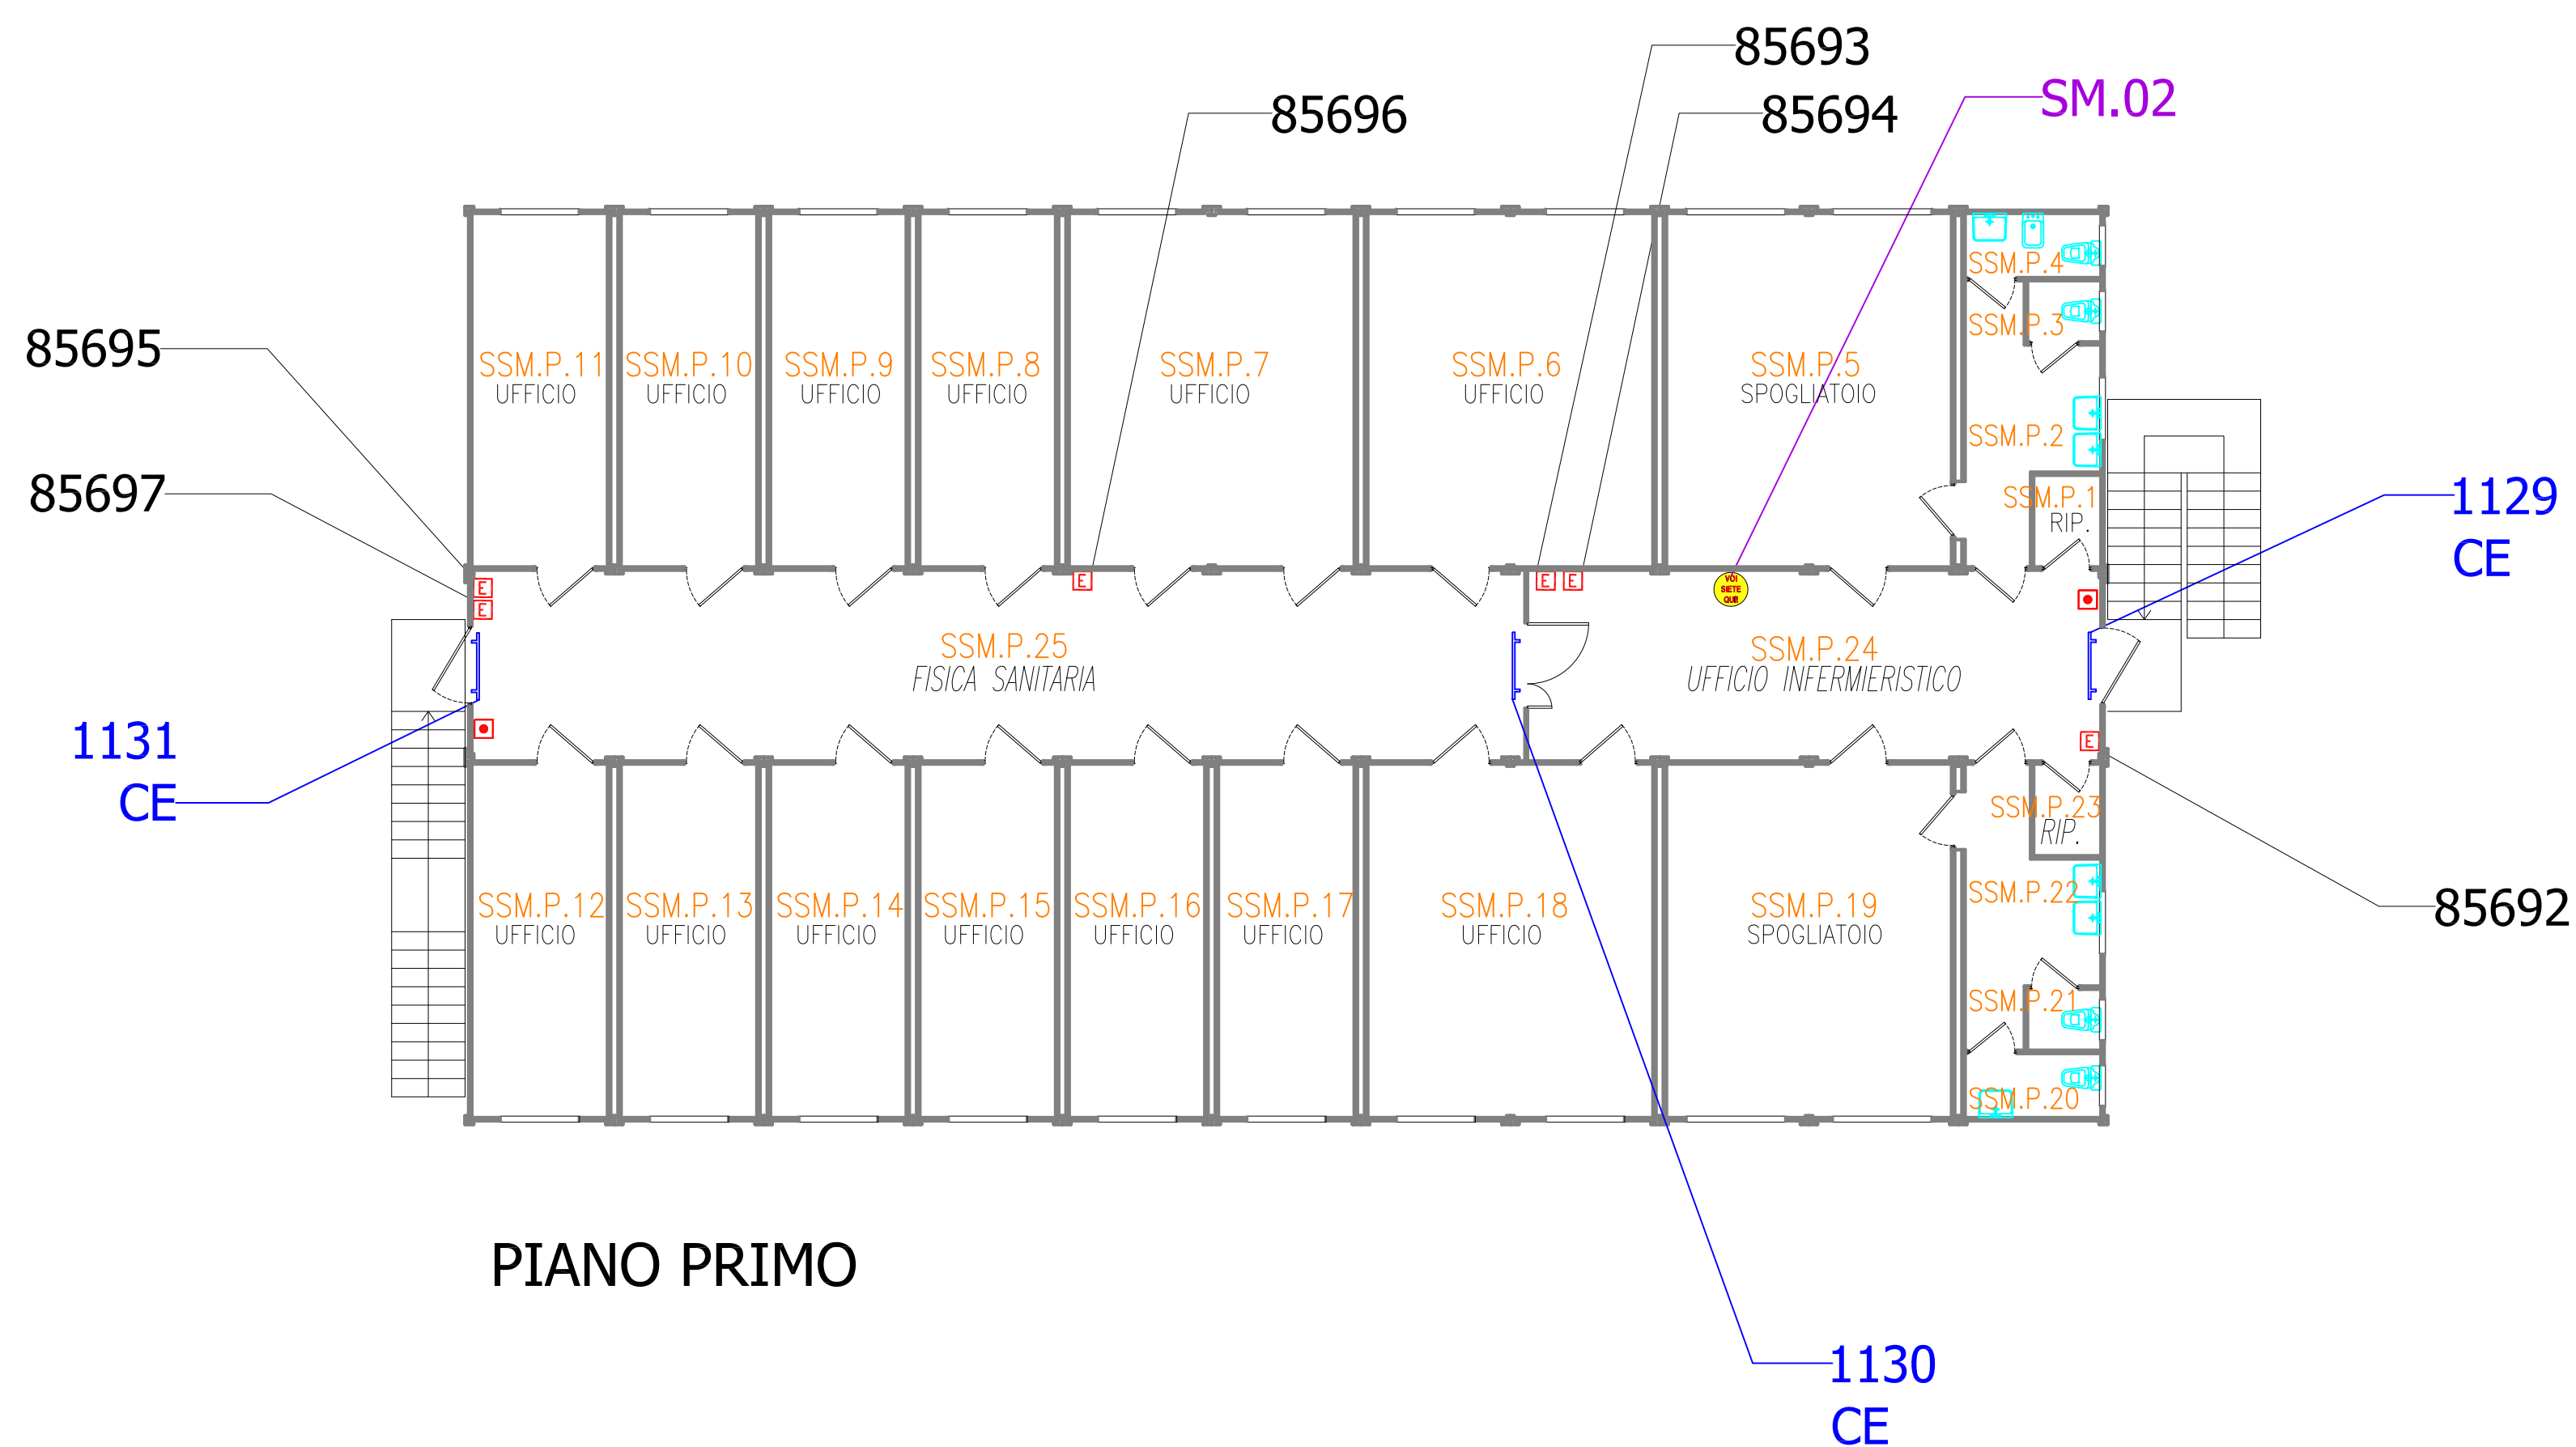 85693
85696
85694
SM.02
SSM.P.4
SSM.P.3
85695
SSM.P.11
UFFICIO
SSM.P.10
UFFICIO
SSM.P.9
UFFICIO
SSM.P.8
UFFICIO
SSM.P.7
UFFICIO
SSM.P.6
UFFICIO
SSM.P.5
SPOGLIATOIO
SSM.P.2
85697
SSM.P.1
RIP.
1129
CE
E
E
E
E
E
VOI
SIETE
QUI!
SSM.P.25
FISICA SANITARIA
SSM.P.24
UFFICIO INFERMIERISTICO
1131
CE
E
SSM.P.23
RIP.
SSM.P.12
UFFICIO
SSM.P.13
UFFICIO
SSM.P.14
UFFICIO
SSM.P.15
UFFICIO
SSM.P.16
UFFICIO
SSM.P.17
UFFICIO
SSM.P.18
UFFICIO
SSM.P.19
SPOGLIATOIO
SSM.P.22
85692
SSM.P.21
SSM.P.20
PIANO PRIMO
1130
CE